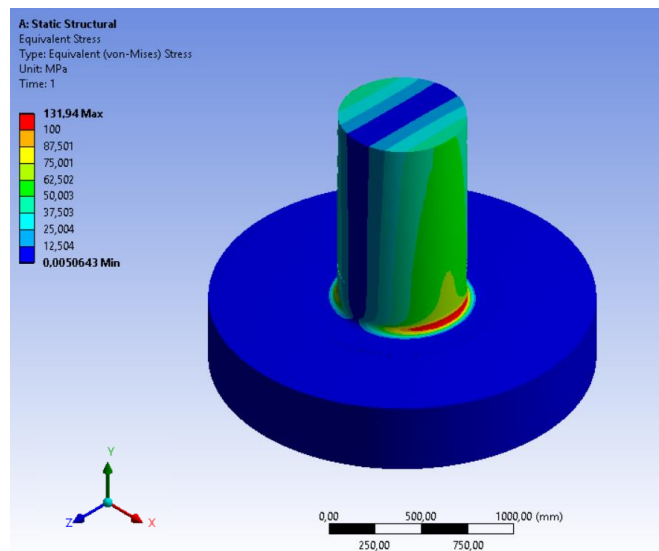 A: Static Structural
Equivalent Stress
Type: Equivalent (von-Mises) Stress
Unit: MPa
Time: 1
131,94 Max
100
87,501
75,001
62,502
50,003
37,503
25,004
12,504
0,0050643 Min
Y
Z
X
0,00 500,00 1000,00 (mm)
250,00 750,00